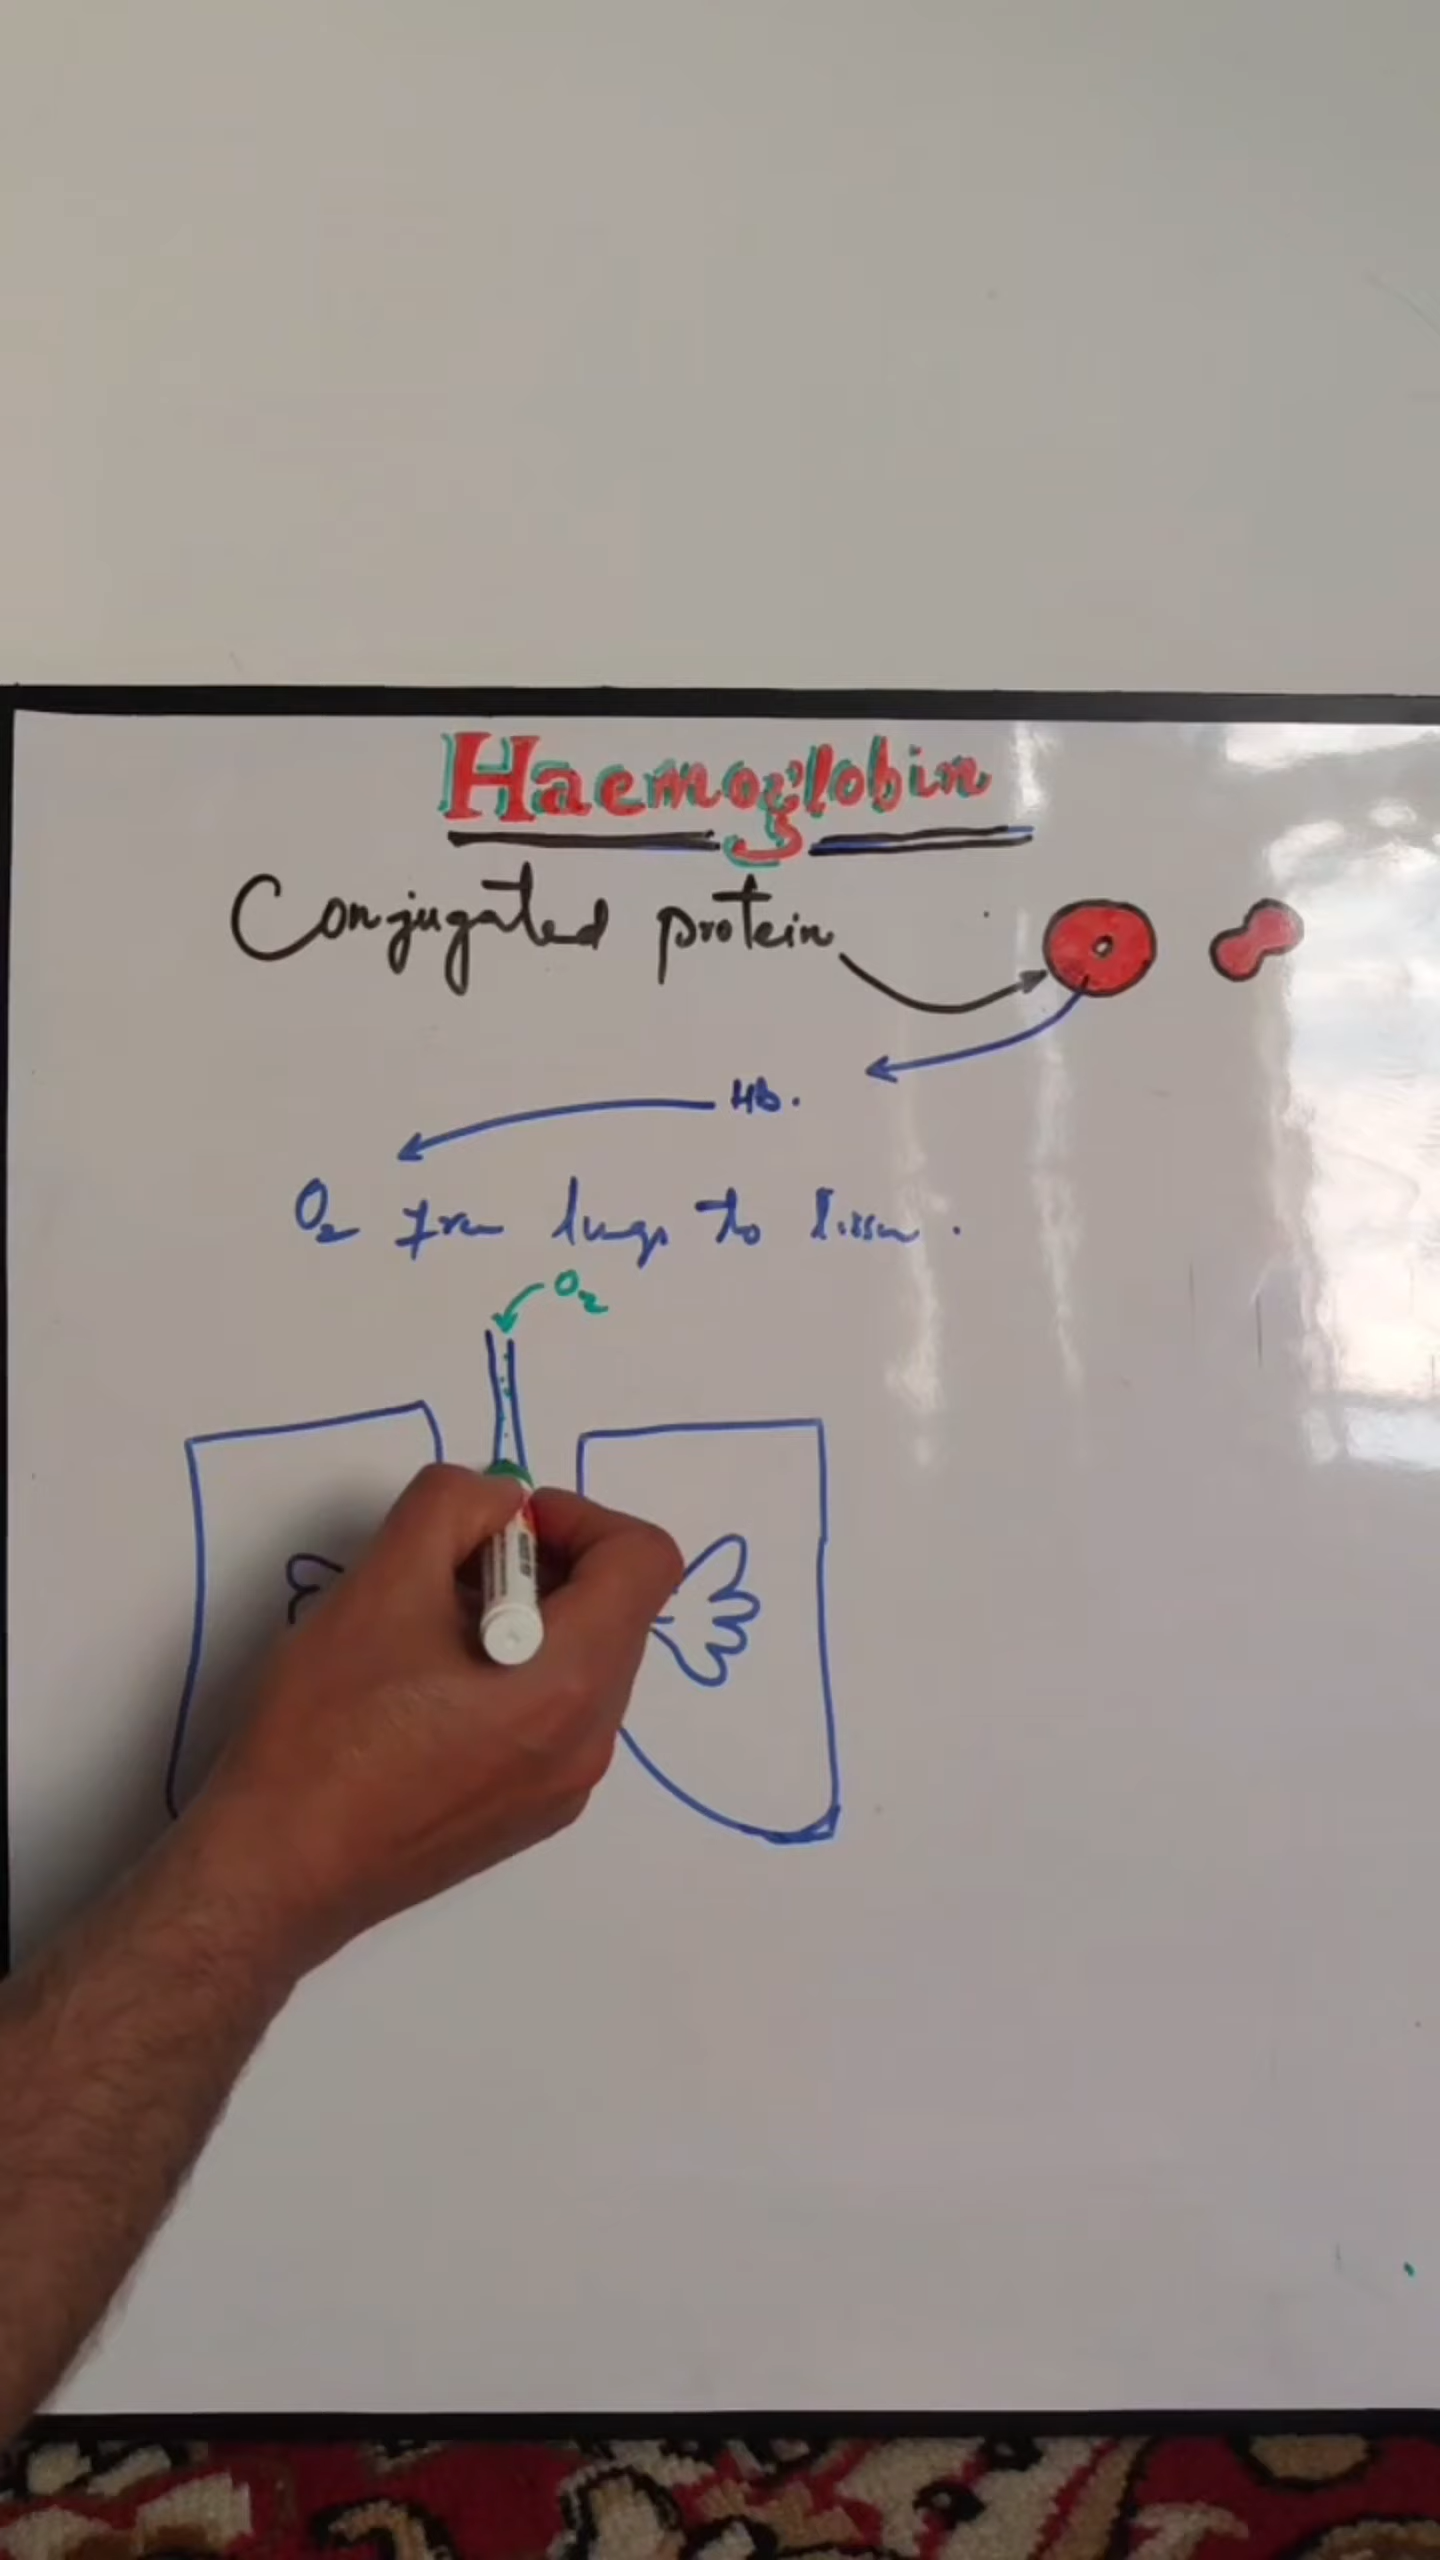 Haemoglobin
Conjugated protein
Hb.
O₂ from lungs to tissue.
O₂